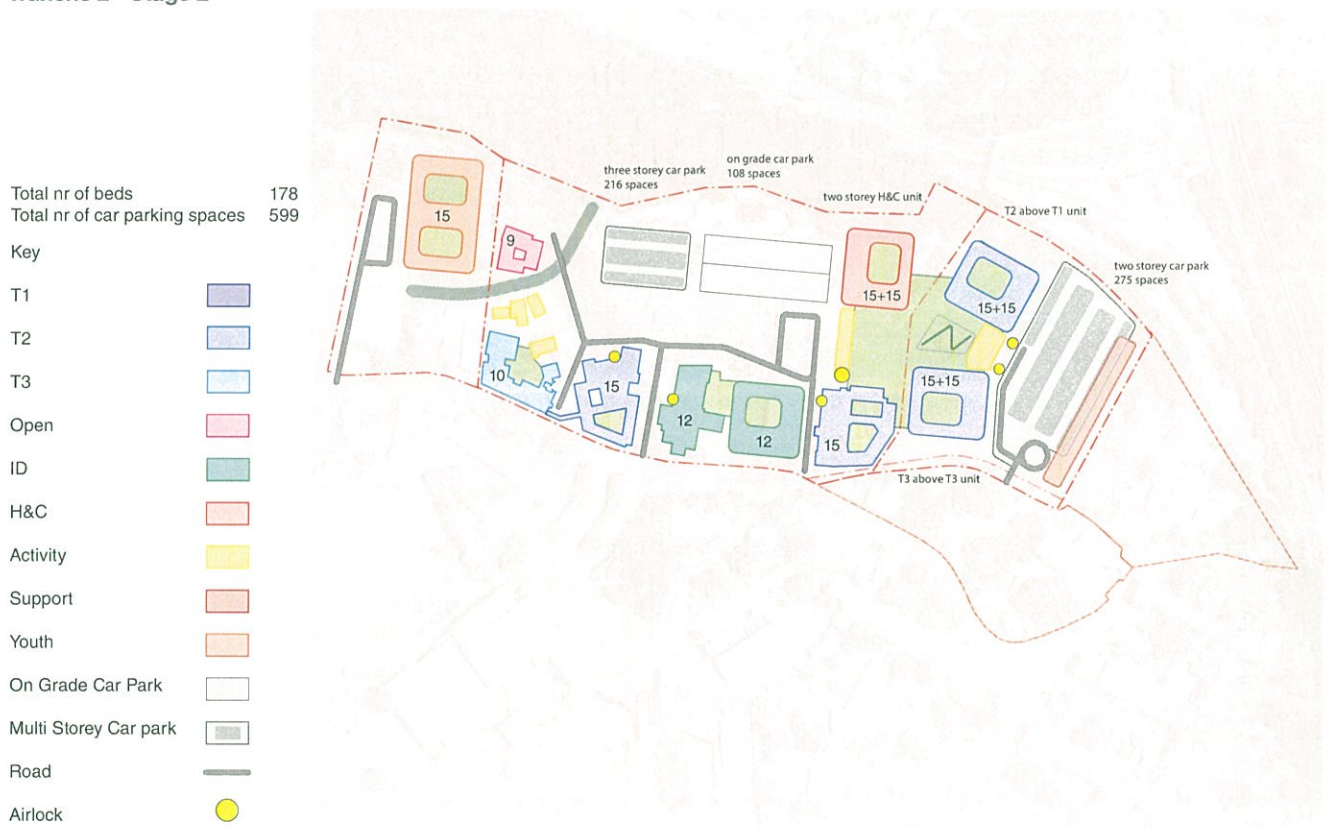 Total nr of beds 178
Total nr of car parking spaces 599
Key
T1
T2
T3
Open
ID
H&C
Activity
Support
Youth
On Grade Car Park
Multi Storey Car park
Road
Airlock
three storey car park
216 spaces
on grade car park
108 spaces
two storey H&C unit
T2 above T1 unit
two storey car park
275 spaces
15
9
15+15
15+15
10
15
12
12
15
15+15
T3 above T3 unit